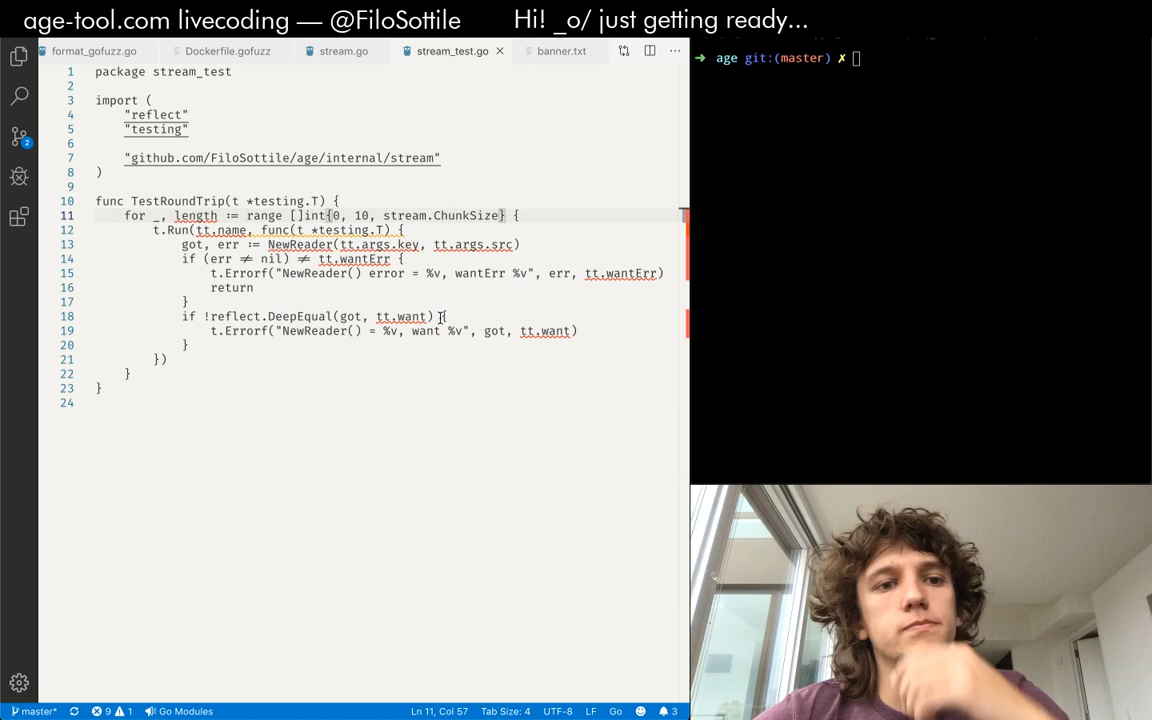 age-tool.com livecoding — @FiloSottile
Hi! _o/ just getting ready...
format_gofuzz.go
Dockerfile.gofuzz
stream.go
stream_test.go
banner.txt
➜ age git:(master) ✗
1 package stream_test
2
3 import (
4 "reflect"
5 "testing"
6
7 "github.com/FiloSottile/age/internal/stream"
8 )
9
10 func TestRoundTrip(t *testing.T) {
11 for _, length := range []int{0, 10, stream.ChunkSize} {
12 t.Run(tt.name, func(t *testing.T) {
13 got, err := NewReader(tt.args.key, tt.args.src)
14 if (err ≠ nil) ≠ tt.wantErr {
15 t.Errorf("NewReader() error = %v, wantErr %v", err, tt.wantErr)
16 return
17 }
18 if !reflect.DeepEqual(got, tt.want) {
19 t.Errorf("NewReader() = %v, want %v", got, tt.want)
20 }
21 })
22 }
23 }
24
2
master* 9 1 Go Modules
Ln 11, Col 57 Tab Size: 4 UTF-8 LF Go 3